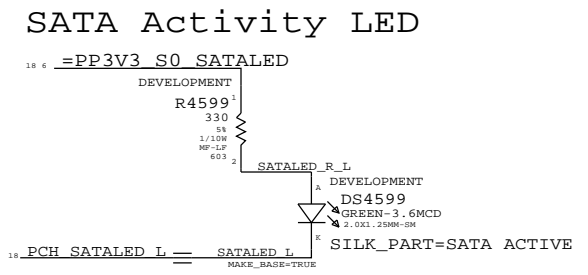 SATA Activity LED
18 6 =PP3V3_S0_SATALED
DEVELOPMENT
R4599 1
330
5%
1/10W
MF-LF
603
2
SATALED_R_L
A
DEVELOPMENT
DS4599
GREEN-3.6MCD
2.0X1.25MM-SM
K
SILK_PART=SATA ACTIVE
18 PCH_SATALED_L SATALED_L
MAKE_BASE=TRUE